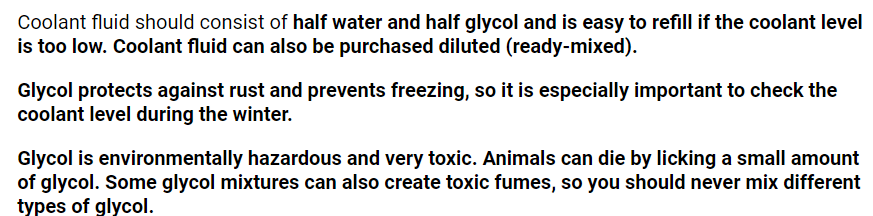 Coolant fluid should consist of half water and half glycol and is easy to refill if the coolant level
is too low. Coolant fluid can also be purchased diluted (ready-mixed).
Glycol protects against rust and prevents freezing, so it is especially important to check the
coolant level during the winter.
Glycol is environmentally hazardous and very toxic. Animals can die by licking a small amount
of glycol. Some glycol mixtures can also create toxic fumes, so you should never mix different
types of glycol.